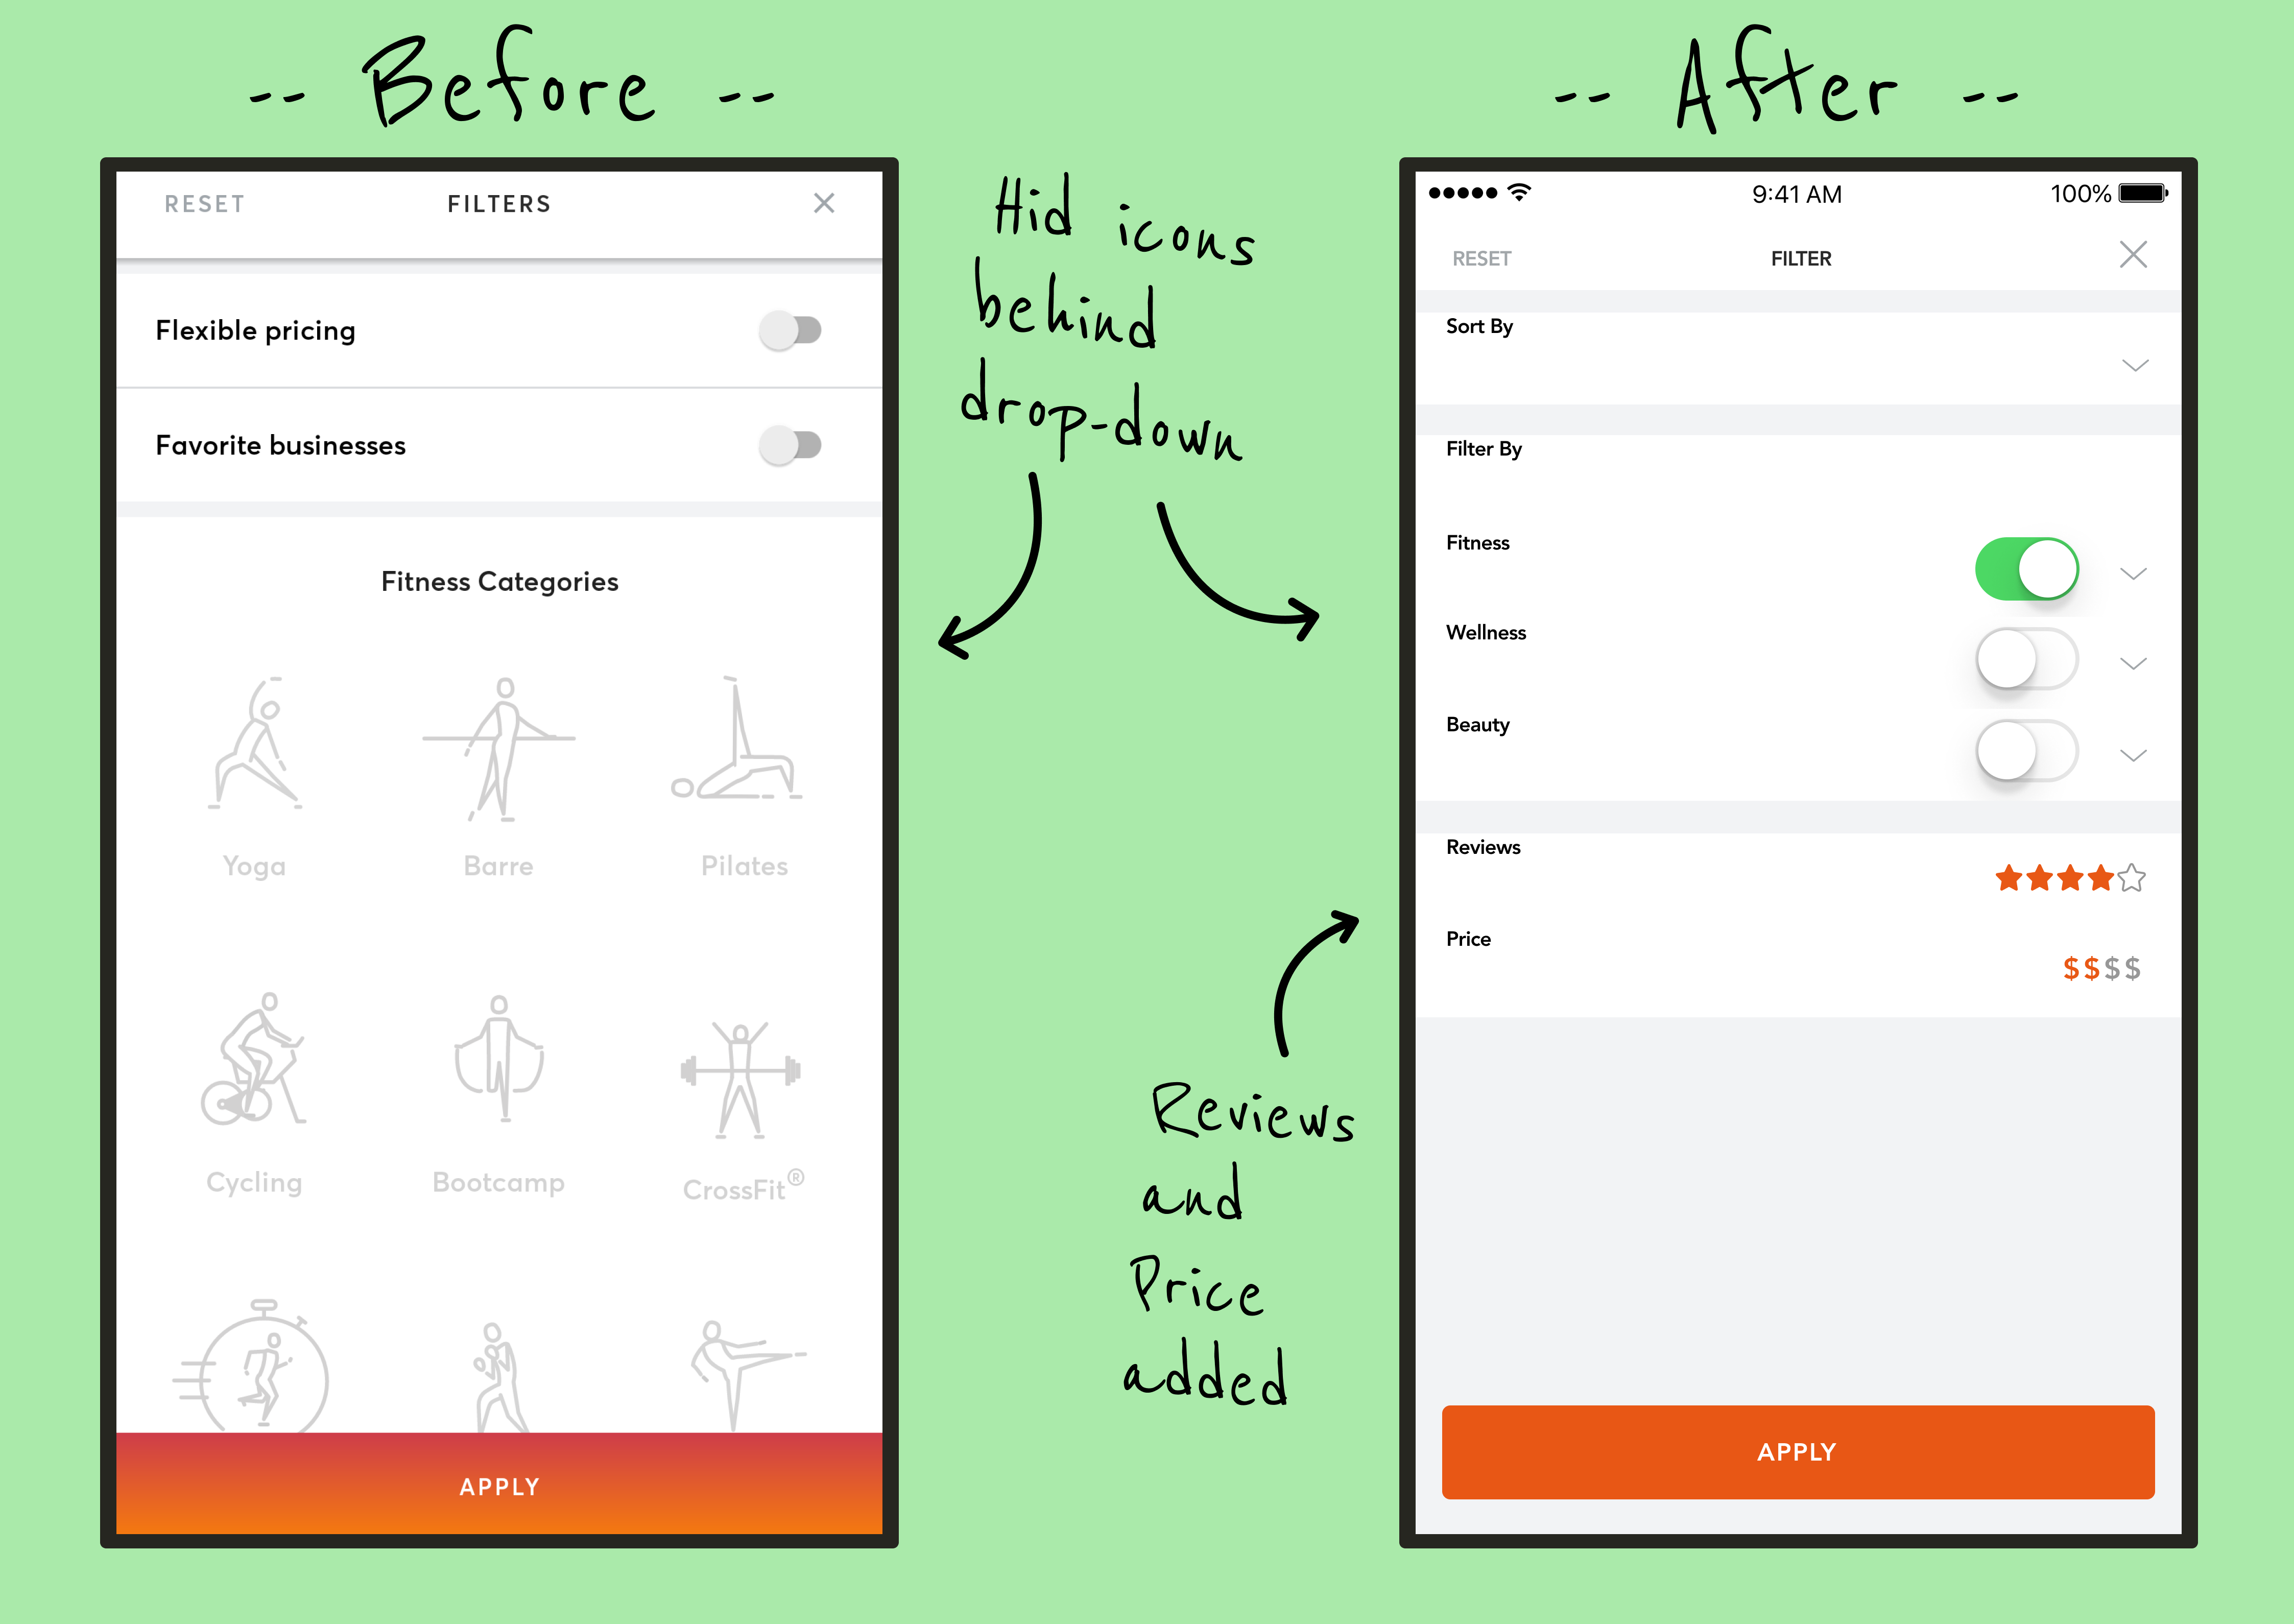 -- Before --
-- After --
RESET FILTERS
Flexible pricing
Favorite businesses
Fitness Categories
Yoga Barre Pilates
Cycling Bootcamp CrossFit®
APPLY
Hid icons
behind
drop-down
Reviews
and
Price
added
9:41 AM 100%
RESET FILTER
Sort By
Filter By
Fitness
Wellness
Beauty
Reviews
Price
$$$$
APPLY